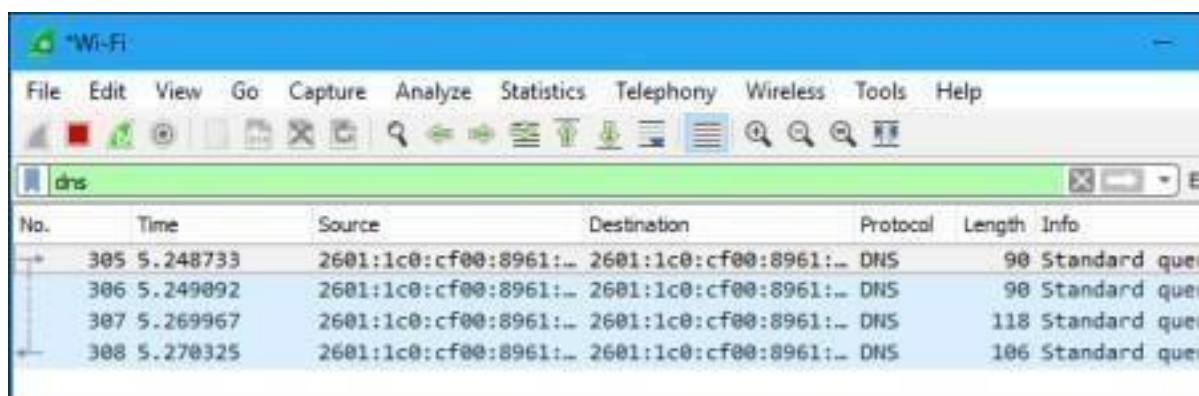 *Wi-Fi
File Edit View Go Capture Analyze Statistics Telephony Wireless Tools Help
dns
No. Time Source Destination Protocol Length Info
305 5.248733 2601:1c0:cf00:8961:… 2601:1c0:cf00:8961:… DNS 90 Standard que
306 5.249092 2601:1c0:cf00:8961:… 2601:1c0:cf00:8961:… DNS 90 Standard que
307 5.269967 2601:1c0:cf00:8961:… 2601:1c0:cf00:8961:… DNS 118 Standard que
308 5.270325 2601:1c0:cf00:8961:… 2601:1c0:cf00:8961:… DNS 106 Standard que